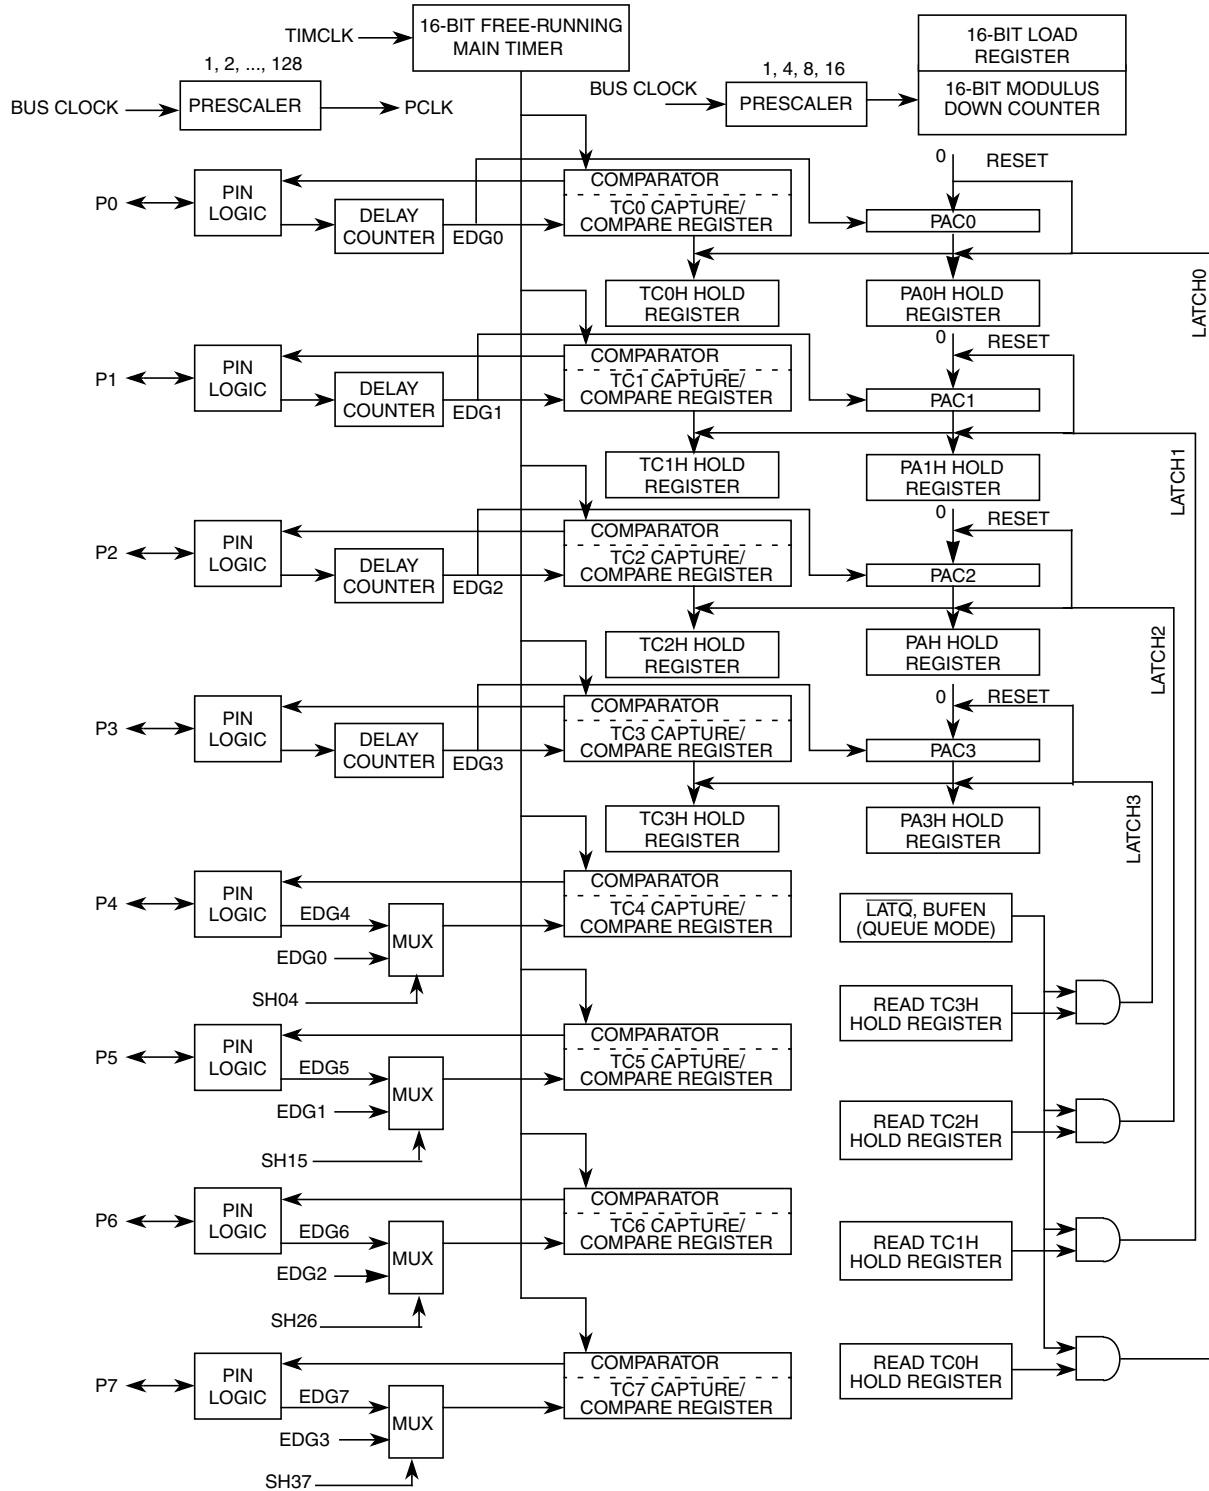 TIMCLK
16-BIT FREE-RUNNING
MAIN TIMER
16-BIT LOAD
REGISTER
1, 2, ..., 128
1, 4, 8, 16
BUS CLOCK
PRESCALER
PCLK
BUS CLOCK
PRESCALER
16-BIT MODULUS
DOWN COUNTER
P0
PIN
LOGIC
DELAY
COUNTER
EDG0
COMPARATOR
TC0 CAPTURE/
COMPARE REGISTER
0
RESET
PAC0
TC0H HOLD
REGISTER
PA0H HOLD
REGISTER
LATCH0
P1
PIN
LOGIC
DELAY
COUNTER
EDG1
COMPARATOR
TC1 CAPTURE/
COMPARE REGISTER
0
RESET
PAC1
TC1H HOLD
REGISTER
PA1H HOLD
REGISTER
LATCH1
P2
PIN
LOGIC
DELAY
COUNTER
EDG2
COMPARATOR
TC2 CAPTURE/
COMPARE REGISTER
0
RESET
PAC2
TC2H HOLD
REGISTER
PAH HOLD
REGISTER
LATCH2
P3
PIN
LOGIC
DELAY
COUNTER
EDG3
COMPARATOR
TC3 CAPTURE/
COMPARE REGISTER
0
RESET
PAC3
TC3H HOLD
REGISTER
PA3H HOLD
REGISTER
LATCH3
P4
PIN
LOGIC
EDG4
EDG0
MUX
SH04
COMPARATOR
TC4 CAPTURE/
COMPARE REGISTER
LATQ, BUFEN
(QUEUE MODE)
READ TC3H
HOLD REGISTER
P5
PIN
LOGIC
EDG5
EDG1
MUX
SH15
COMPARATOR
TC5 CAPTURE/
COMPARE REGISTER
READ TC2H
HOLD REGISTER
P6
PIN
LOGIC
EDG6
EDG2
MUX
SH26
COMPARATOR
TC6 CAPTURE/
COMPARE REGISTER
READ TC1H
HOLD REGISTER
P7
PIN
LOGIC
EDG7
EDG3
MUX
SH37
COMPARATOR
TC7 CAPTURE/
COMPARE REGISTER
READ TC0H
HOLD REGISTER